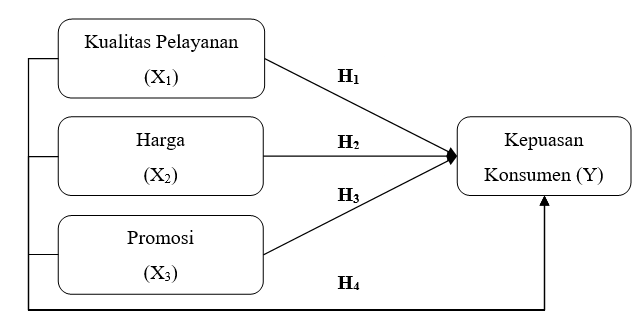 Kualitas Pelayanan
(X₁)
H₁
Harga
(X₂)
H₂
Kepuasan
Konsumen (Y)
H₃
Promosi
(X₃)
H₄